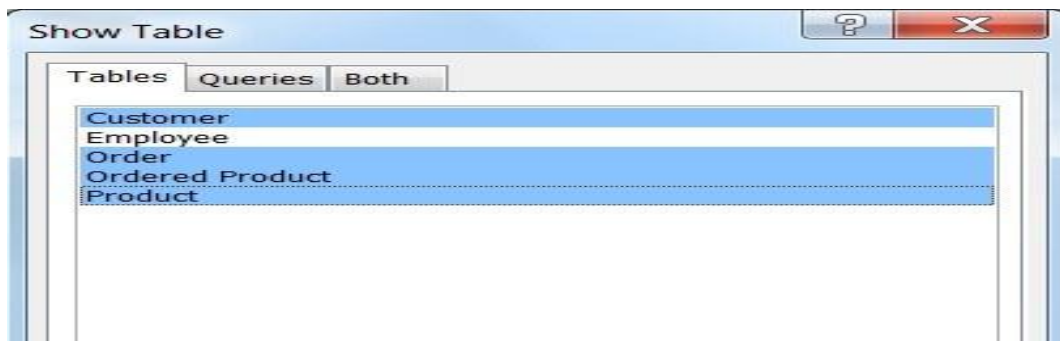 Show Table
?
Tables Queries Both
Customer
Employee
Order
Ordered Product
Product